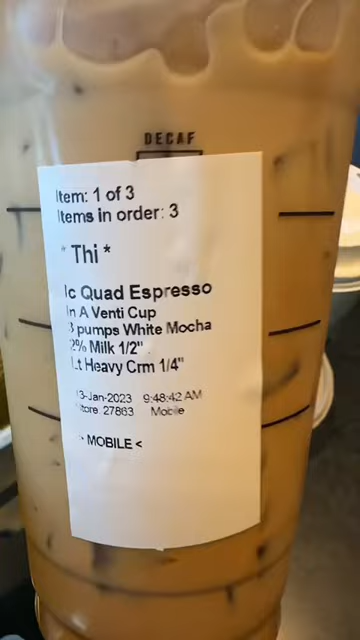 DECAF
Item: 1 of 3
Items in order: 3
* Thi *
Ic Quad Espresso
In A Venti Cup
3 pumps White Mocha
2% Milk 1/2"
Lt Heavy Crm 1/4"
3-Jan-2023 9:48:42 AM
Store 27863 Mobile
> MOBILE <